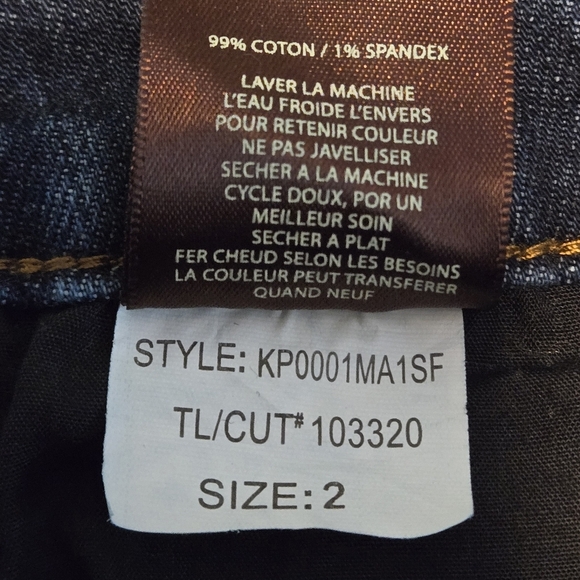 99% COTON / 1% SPANDEX
LAVER LA MACHINE
L'EAU FROIDE L'ENVERS
POUR RETENIR COULEUR
NE PAS JAVELLISER
SECHER A LA MACHINE
CYCLE DOUX, POR UN
MEILLEUR SOIN
SECHER A PLAT
FER CHEUD SELON LES BESOINS
LA COULEUR PEUT TRANSFERER
QUAND NEUF
STYLE: KP0001MA1SF
TL/CUT# 103320
SIZE: 2